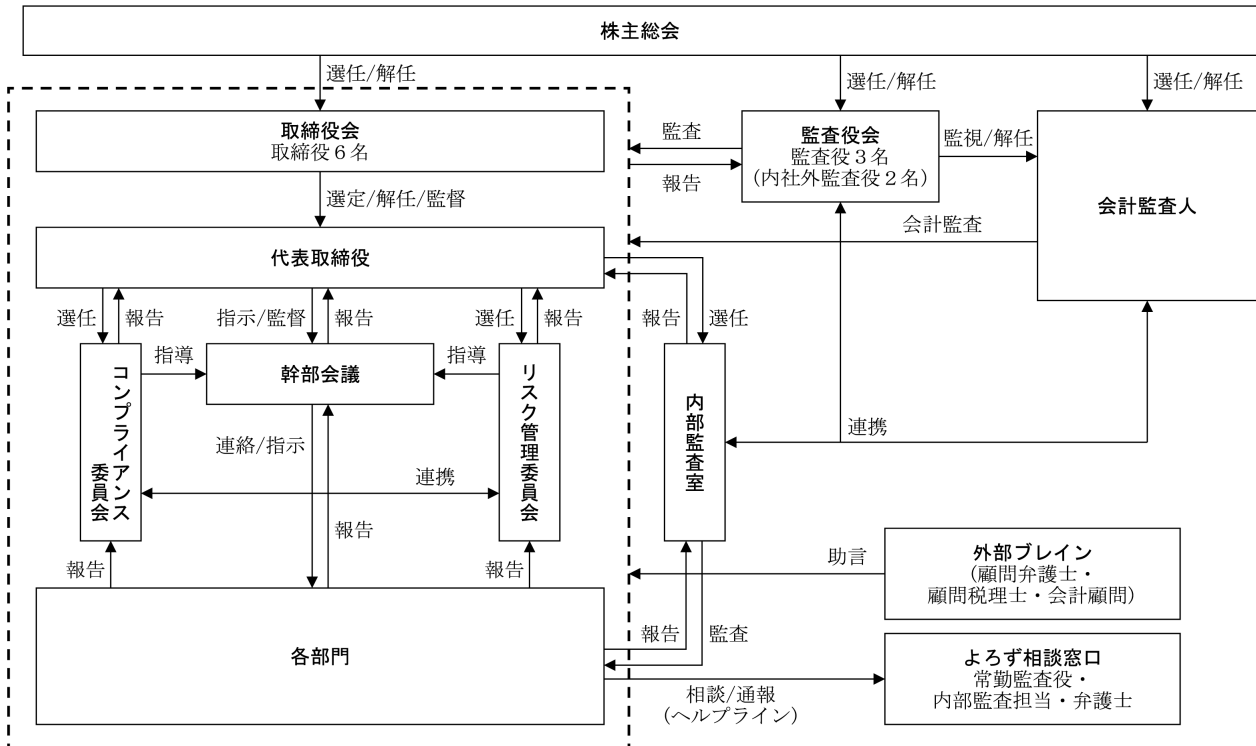 株主総会
選任/解任
選任/解任
選任/解任
取締役会
取締役6名
監査
報告
監査役会
監査役3名
(内社外監査役2名)
監視/解任
会計監査人
選定/解任/監督
会計監査
代表取締役
選任
報告
指示/監督
報告
選任
報告
報告
選任
コンプライアンス
委員会
指導
幹部会議
指導
リスク管理委員会
内部監査室
連携
連絡/指示
連携
報告
報告
報告
助言
外部ブレイン
(顧問弁護士・
顧問税理士・会計顧問)
各部門
報告
監査
相談/通報
(ヘルプライン)
よろず相談窓口
常勤監査役・
内部監査担当・弁護士